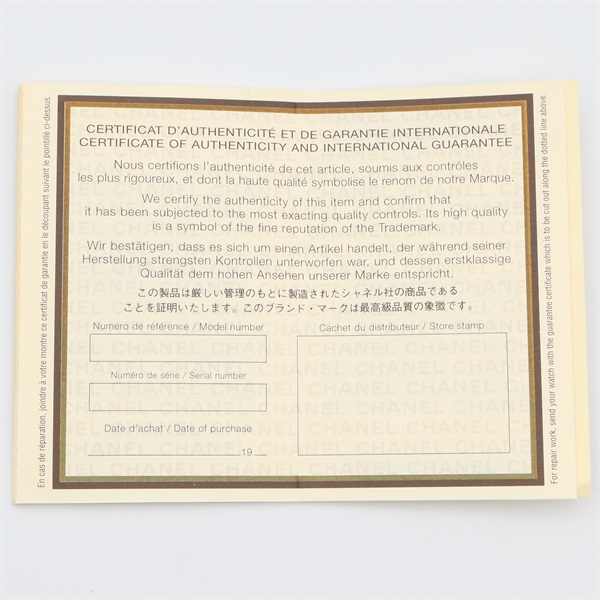 CERTIFICAT D'AUTHENTICITÉ ET DE GARANTIE INTERNATIONALE
CERTIFICATE OF AUTHENTICITY AND INTERNATIONAL GUARANTEE
Nous certifions l'authenticité de cet article, soumis aux contrôles
les plus rigoureux, et dont la haute qualité symbolise le renom de notre Marque.
We certify the authenticity of this item and confirm that
it has been subjected to the most exacting quality controls. Its high quality
is a symbol of the fine reputation of the Trademark.
Wir bestätigen, dass es sich um einen Artikel handelt, der während seiner
Herstellung strengsten Kontrollen unterworfen war, und dessen erstklassige
Qualität dem hohen Ansehen unserer Marke entspricht.
この製品は厳しい管理のもとに製造されたシャネル社の商品である
ことを証明いたします。このブランド・マークは最高級品質の象徴です。
Numéro de référence / Model number
Cachet du distributeur / Store stamp
Numéro de série / Serial number
Date d'achat / Date of purchase
19
En cas de réparation, joindre à votre montre ce certificat de garantie en le découpant suivant le pointillé ci-dessus.
For repair work, send your watch with the guarantee certificate which is to be cut out along the dotted line above.
CHANEL